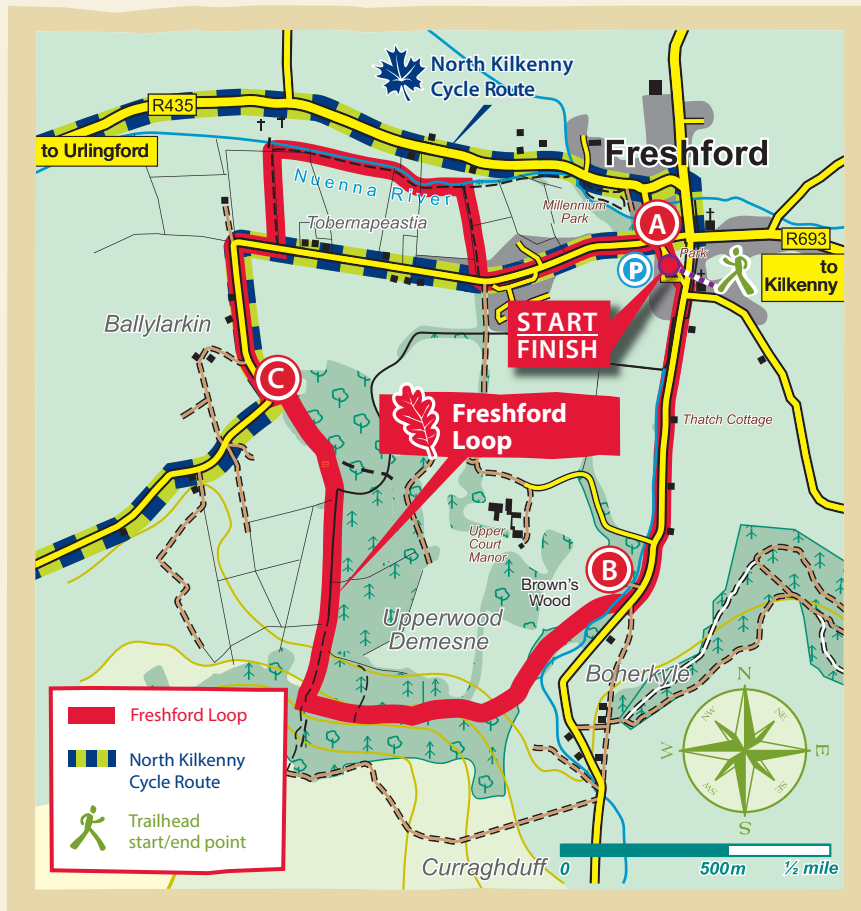 North Kilkenny
Cycle Route
R435
to Urlingford
Freshford
Nuenna River
Tobernapeastia
Millennium
Park
A
Park
R693
P
to
Kilkenny
START
FINISH
Ballylarkin
C
Freshford
Loop
Thatch Cottage
Upper
Court
Manor
B
Brown's
Wood
Upperwood
Demesne
Boherkyle
Freshford Loop
North Kilkenny
Cycle Route
Trailhead
start/end point
N
NW
NE
W
E
SW
SE
S
Curraghduff
0
500m
½ mile